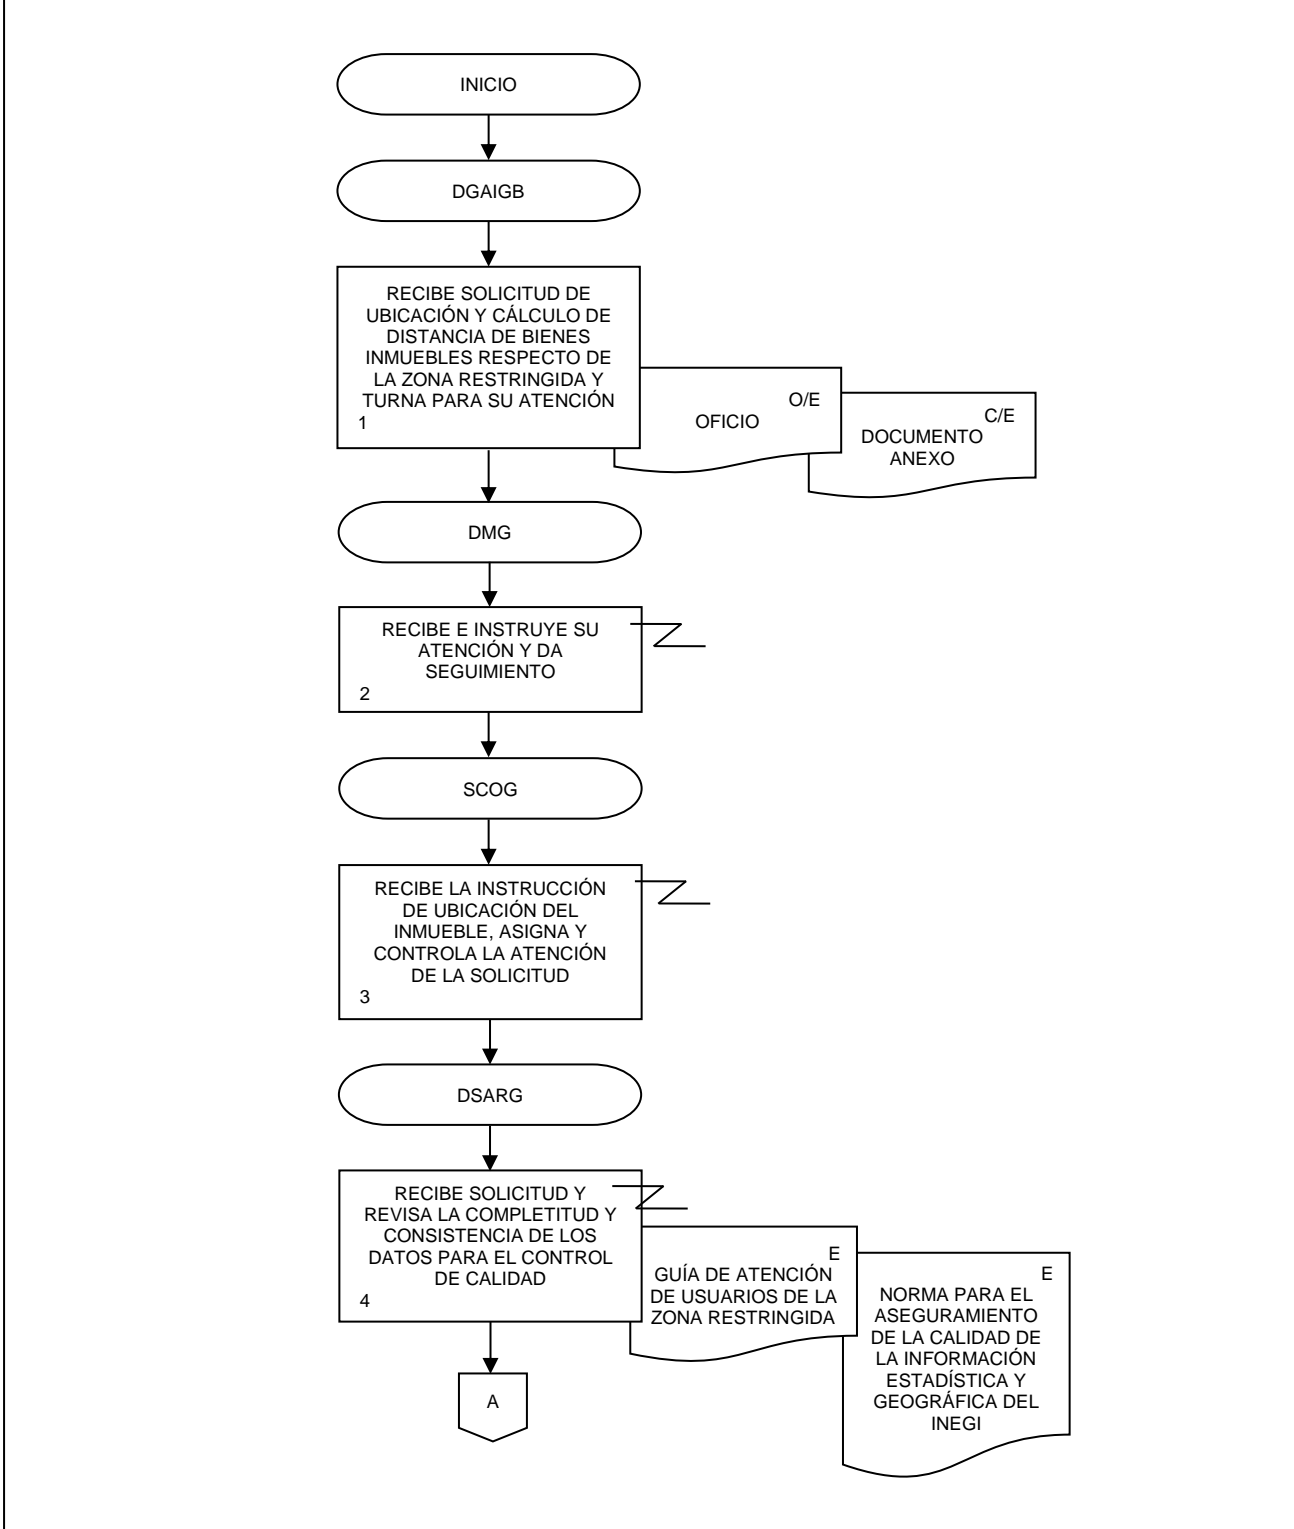 INICIO
DGAIGB
RECIBE SOLICITUD DE
UBICACIÓN Y CÁLCULO DE
DISTANCIA DE BIENES
INMUEBLES RESPECTO DE
LA ZONA RESTRINGIDA Y
TURNA PARA SU ATENCIÓN
1
O/E
OFICIO
C/E
DOCUMENTO
ANEXO
DMG
RECIBE E INSTRUYE SU
ATENCIÓN Y DA
SEGUIMIENTO
2
SCOG
RECIBE LA INSTRUCCIÓN
DE UBICACIÓN DEL
INMUEBLE, ASIGNA Y
CONTROLA LA ATENCIÓN
DE LA SOLICITUD
3
DSARG
RECIBE SOLICITUD Y
REVISA LA COMPLETITUD Y
CONSISTENCIA DE LOS
DATOS PARA EL CONTROL
DE CALIDAD
4
E
GUÍA DE ATENCIÓN
DE USUARIOS DE LA
ZONA RESTRINGIDA
E
NORMA PARA EL
ASEGURAMIENTO
DE LA CALIDAD DE
LA INFORMACIÓN
ESTADÍSTICA Y
GEOGRÁFICA DEL
INEGI
A